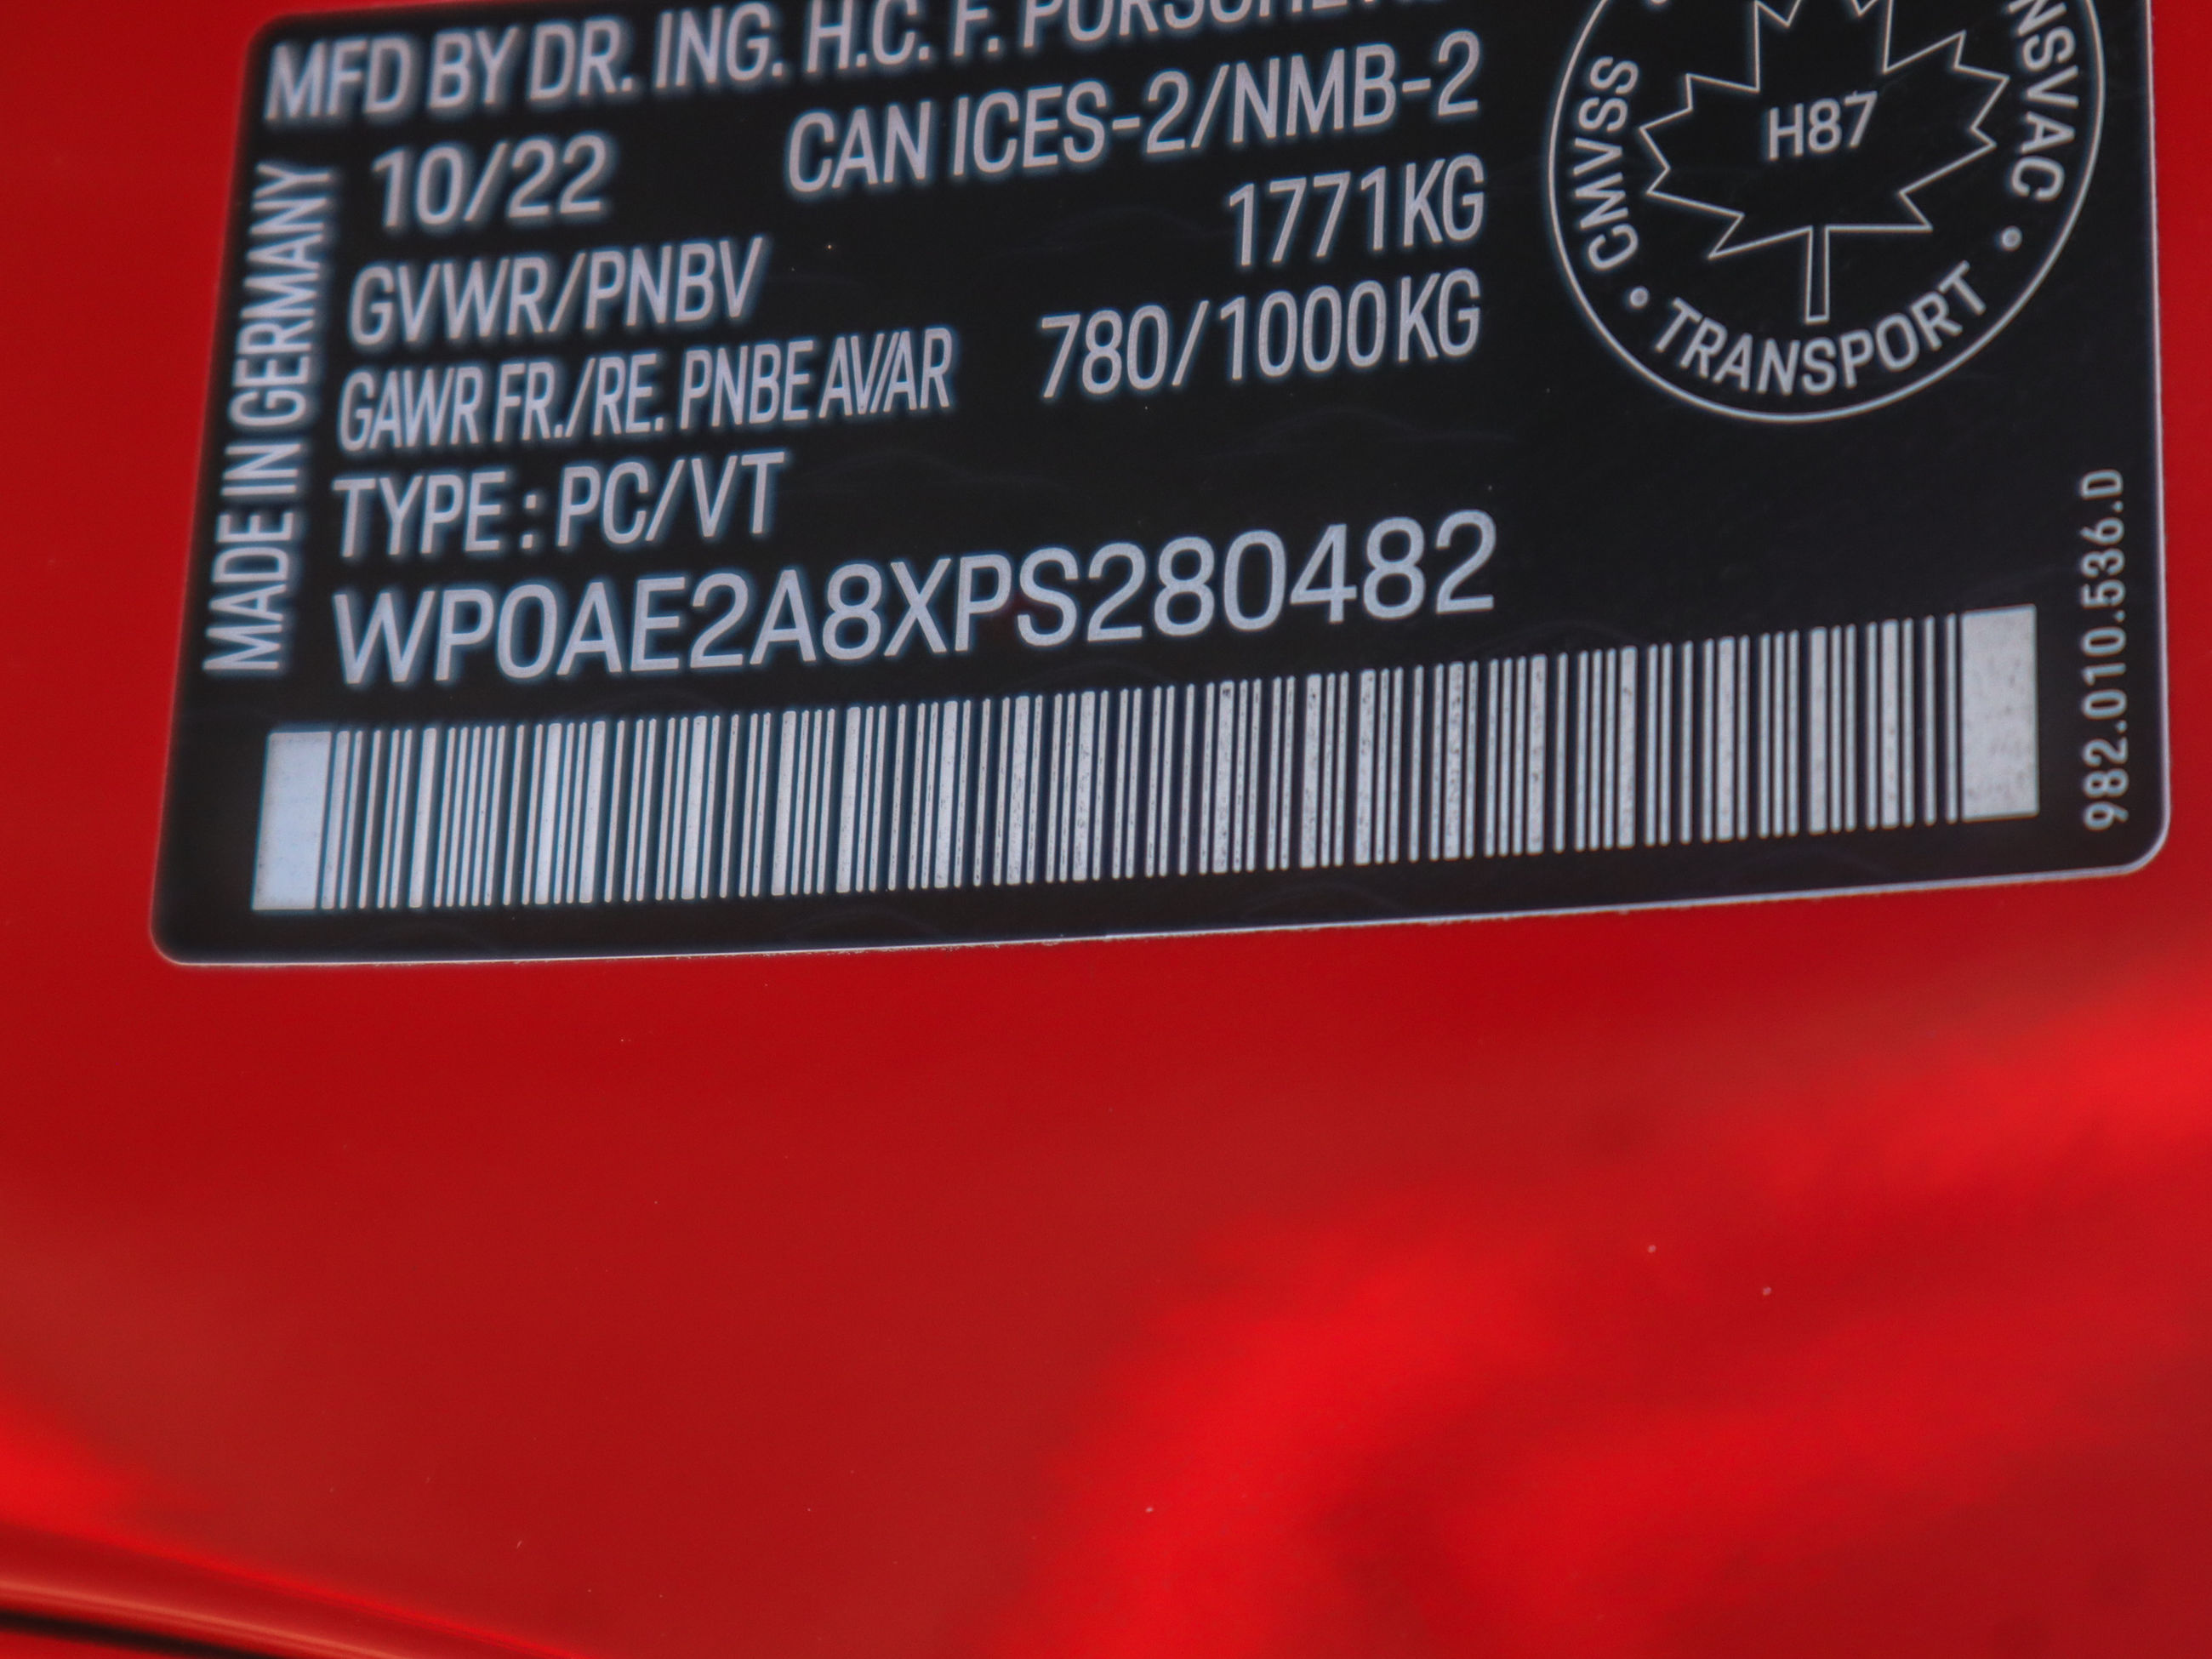 MFD BY DR. ING. H.C. F. PORSCHE
10/22 CAN ICES-2/NMB-2
GVWR/PNBV 1771KG
GAWR FR./RE. PNBE AV/AR 780/1000KG
TYPE : PC/VT
WP0AE2A8XPS280482
MADE IN GERMANY
CMVSS • TRANSPORT • NSVAC
H87
982.010.536.D